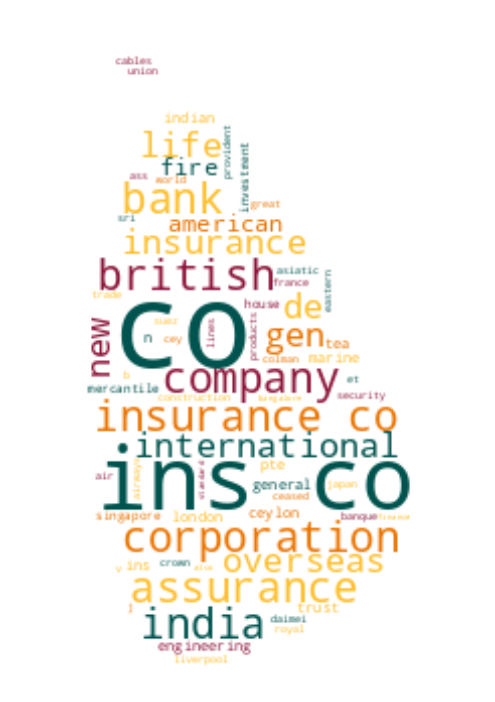 cables
union
indian
life
provident
fire
investment
ass
world
bank
great
sri
american
insurance
british
asiatic
france
eastern
trade
house
de
co
new
suez
n
cey
lines
products
gen
tea
colman
marine
company
b
et
mercantile
construction
bangalore
security
insurance co
international
ins co
air
airways
standard
pte
general
japan
ceased
singapore
london
ceylon
banque
finance
corporation
overseas
v
ins
crown
assurance
j
trust
india
daimei
royal
engineering
liverpool